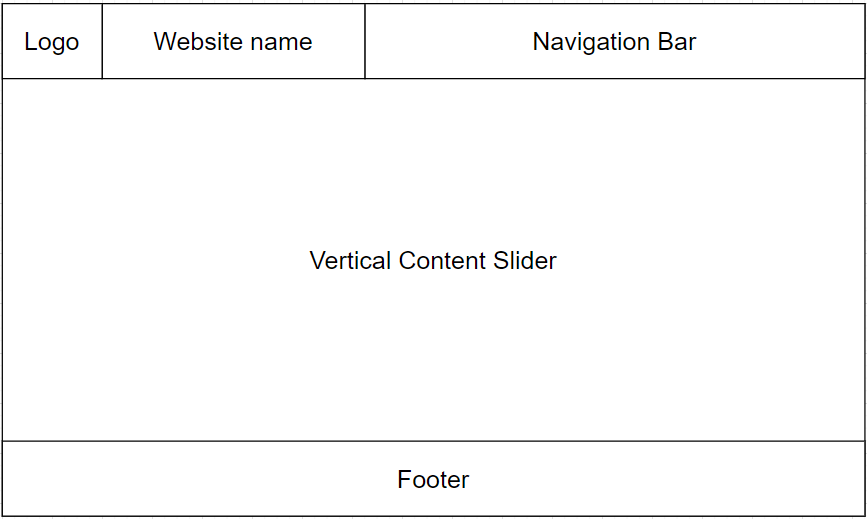 Logo
Website name
Navigation Bar
Vertical Content Slider
Footer